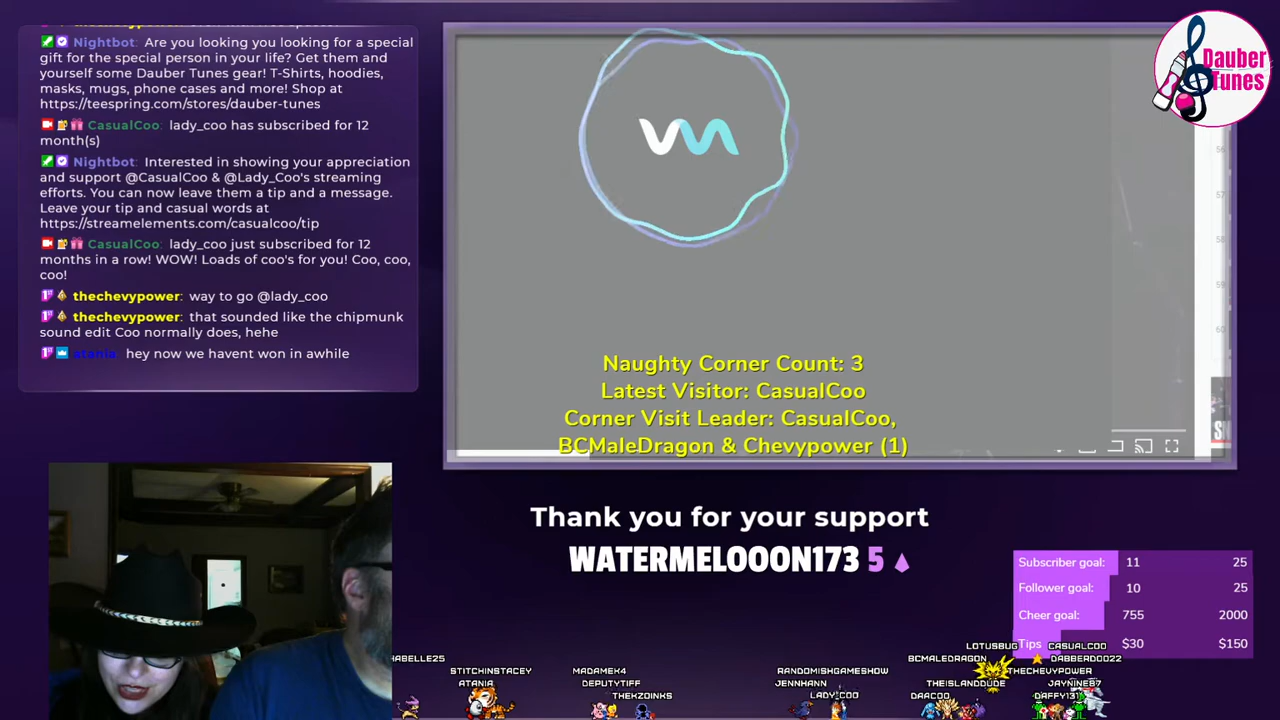 Nightbot: Are you looking you looking for a special
gift for the special person in your life? Get them and
yourself some Dauber Tunes gear! T-Shirts, hoodies,
masks, mugs, phone cases and more! Shop at
https://teespring.com/stores/dauber-tunes
CasualCoo: lady_coo has subscribed for 12
month(s)
Nightbot: Interested in showing your appreciation
and support @CasualCoo & @Lady_Coo's streaming
efforts. You can now leave them a tip and a message.
Leave your tip and casual words at
https://streamelements.com/casualcoo/tip
CasualCoo: lady_coo just subscribed for 12
months in a row! WOW! Loads of coo's for you! Coo, coo,
coo!
thechevypower: way to go @lady_coo
thechevypower: that sounded like the chipmunk
sound edit Coo normally does, hehe
atania: hey now we havent won in awhile
Dauber
Tunes
Naughty Corner Count: 3
Latest Visitor: CasualCoo
Corner Visit Leader: CasualCoo,
BCMaleDragon & Chevypower (1)
Thank you for your support
WATERMELOOON173 5
Subscriber goal: 11 25
Follower goal: 10 25
Cheer goal: 755 2000
Tips $30 $150
STITCHINSTACEY
ATANIA
MADAMEK4
DEPUTYTIFF
THEKZOINKS
RANDOMISHGAMESHOW
JENNHANN
LADY_COO
LOTUSBUG
CASUALCOO
BCMALEDRAGON
DABBERDOO22
THECHEVYPOWER
THEISLANDDUDE
JAYNINE87
DAACOO